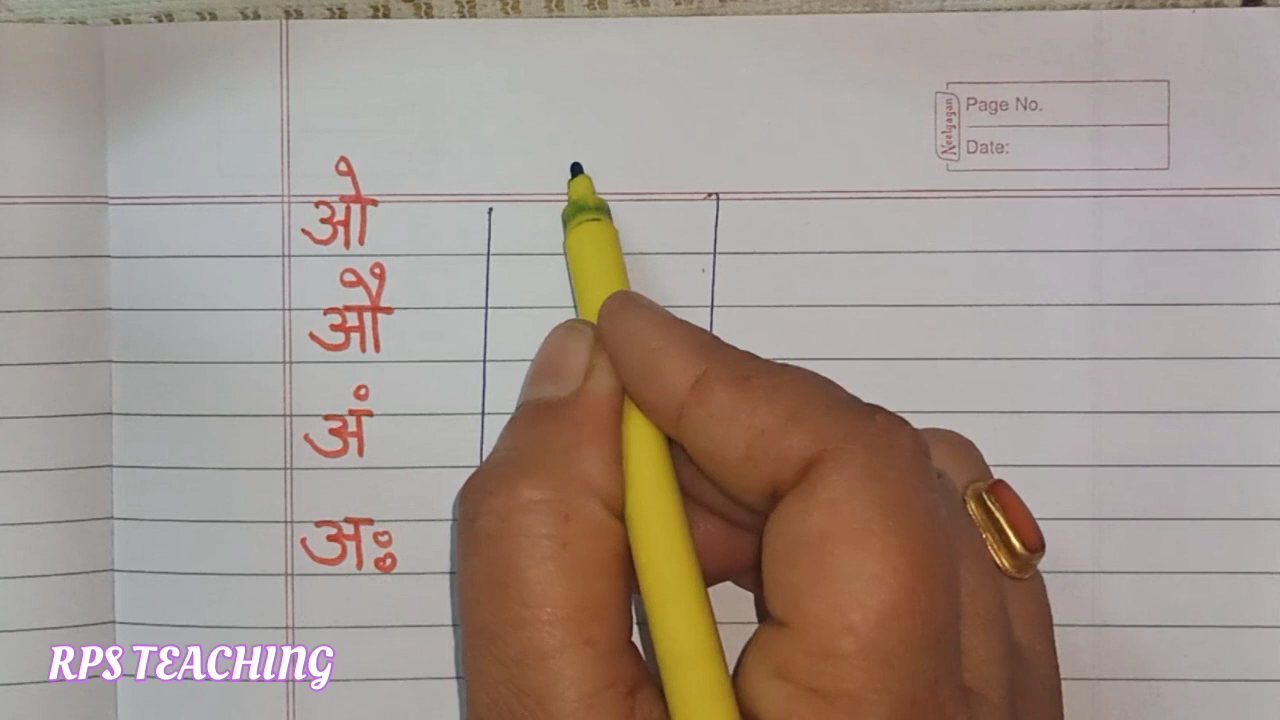 Neelgagan
Page No.
Date:
ओ
औ
अं
अः
RPS TEACHING